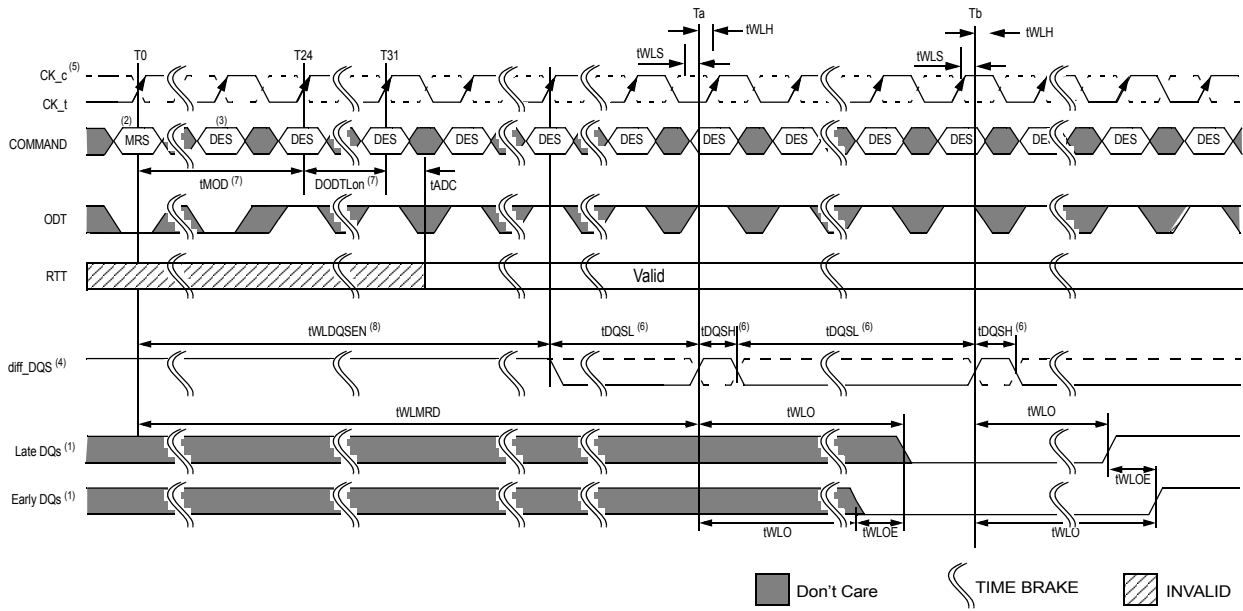 Ta
Tb
tWLH
tWLH
T0
T24
T31
tWLS
tWLS
CK_c (5)
CK_t
(2)
(3)
COMMAND
MRS
DES
DES
DES
DES
DES
DES
DES
DES
DES
DES
DES
DES
DES
tMOD (7)
DODTLon (7)
tADC
ODT
RTT
Valid
tWLDQSEN (8)
tDQSL (6)
tDQSH (6)
tDQSL (6)
tDQSH (6)
diff_DQS (4)
tWLMRD
tWLO
tWLO
Late DQs (1)
tWLOE
Early DQs (1)
tWLO
tWLOE
tWLO
Don't Care
TIME BRAKE
INVALID